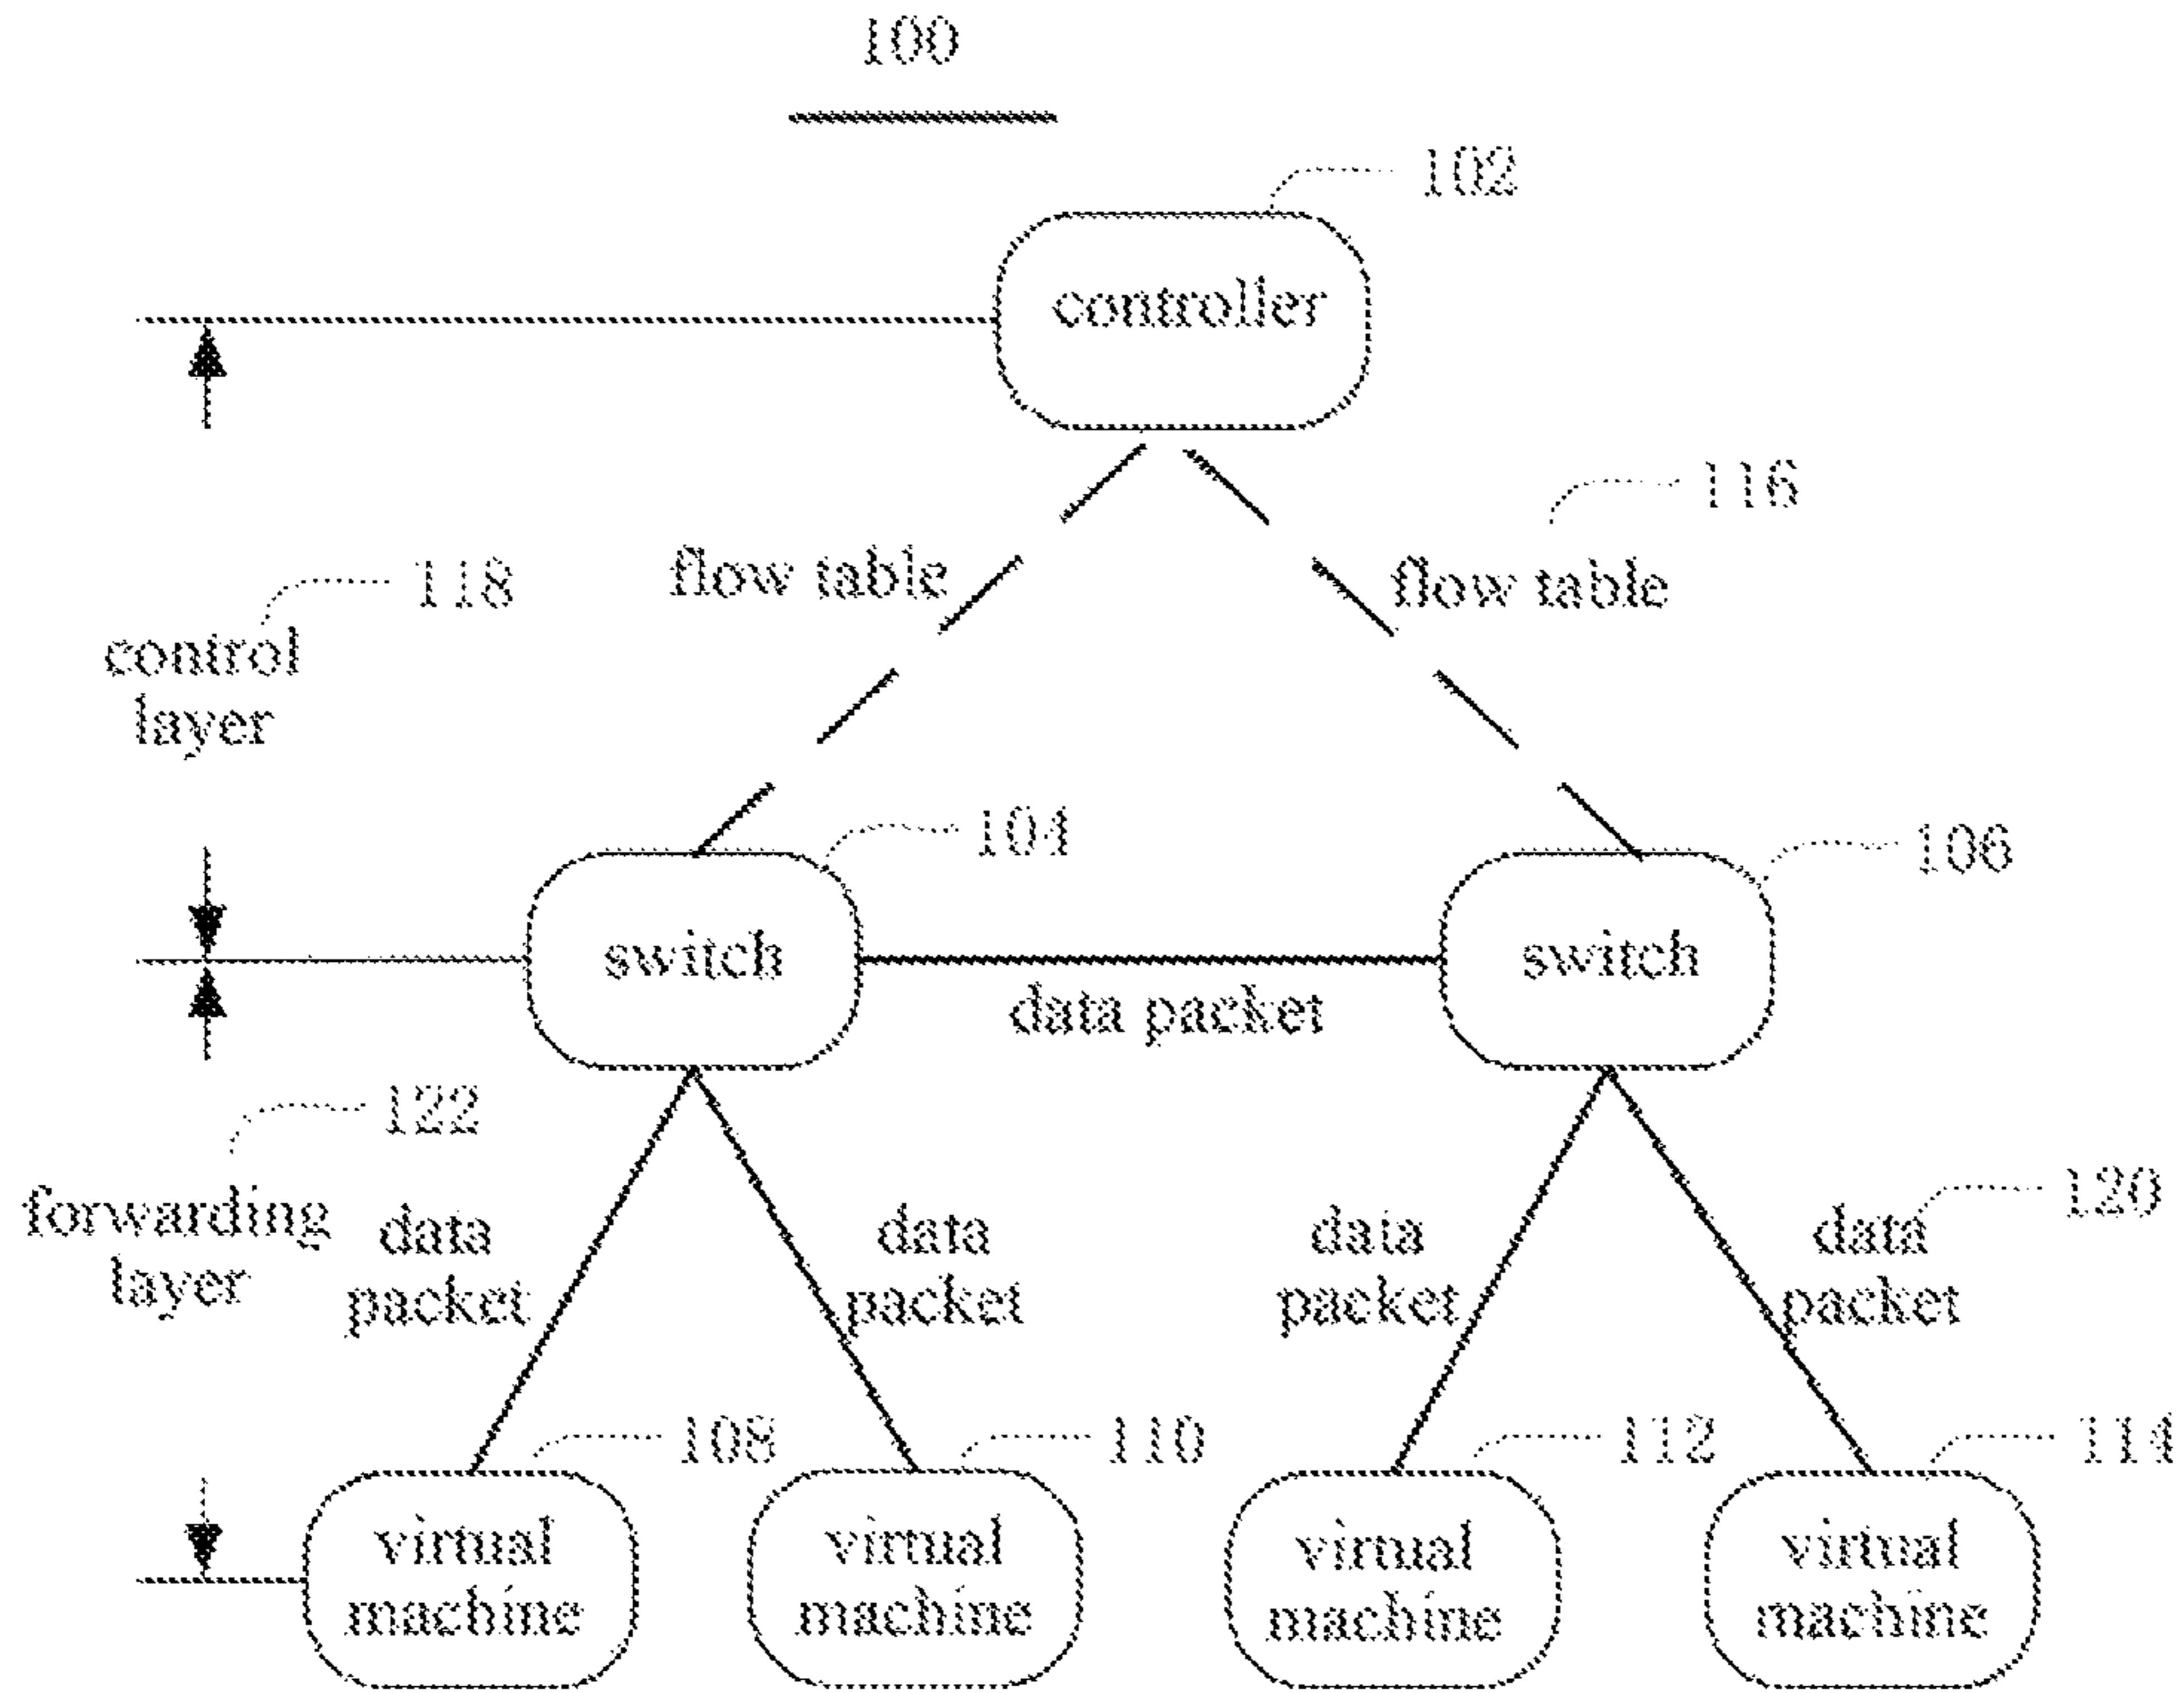 100
102
controller
116
flow table
flow table
118
control
layer
104
106
switch
switch
data packet
122
120
forwarding
layer
data
packet
data
packet
data
packet
data
packet
108
110
112
114
virtual
machine
virtual
machine
virtual
machine
virtual
machine